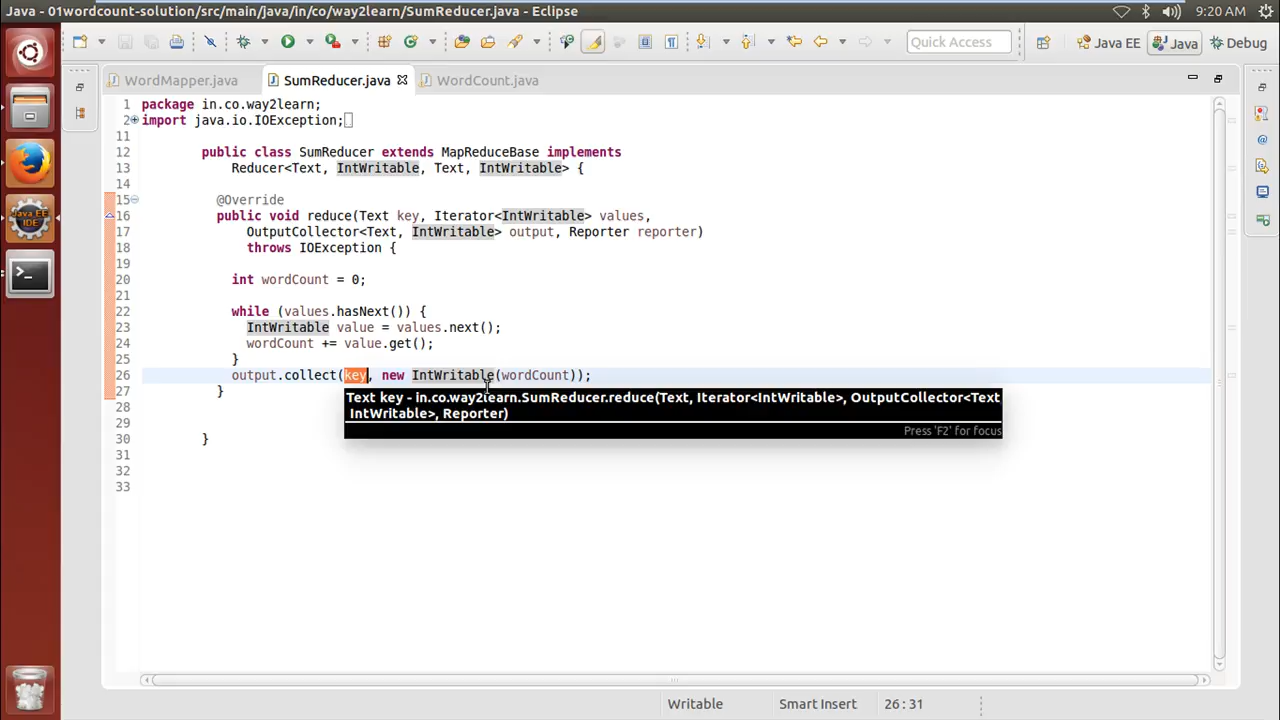 Java - 01wordcount-solution/src/main/java/in/co/way2learn/SumReducer.java - Eclipse
9:20 AM
Quick Access
Java EE
Java
Debug
WordMapper.java
SumReducer.java
WordCount.java
1 package in.co.way2learn;
2 import java.io.IOException;
11
12 public class SumReducer extends MapReduceBase implements
13 Reducer<Text, IntWritable, Text, IntWritable> {
14
15 @Override
16 public void reduce(Text key, Iterator<IntWritable> values,
17 OutputCollector<Text, IntWritable> output, Reporter reporter)
18 throws IOException {
19
20 int wordCount = 0;
21
22 while (values.hasNext()) {
23 IntWritable value = values.next();
24 wordCount += value.get();
25 }
26 output.collect(key, new IntWritable(wordCount));
27 }
Text key - in.co.way2learn.SumReducer.reduce(Text, Iterator<IntWritable>, OutputCollector<Text
IntWritable>, Reporter)
Press 'F2' for focus
28
29
30 }
31
32
33
Java EE
IDE
Writable
Smart Insert
26 : 31